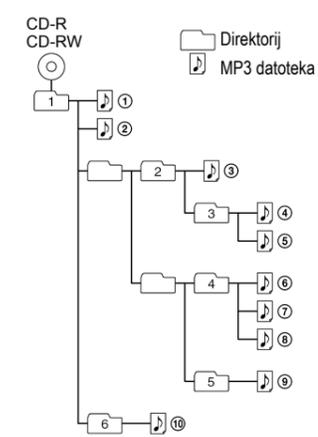 CD-R
CD-RW
Direktorij
MP3 datoteka
1 ①
②
2 ③
3 ④
⑤
4 ⑥
⑦
⑧
5 ⑨
6 ⑩